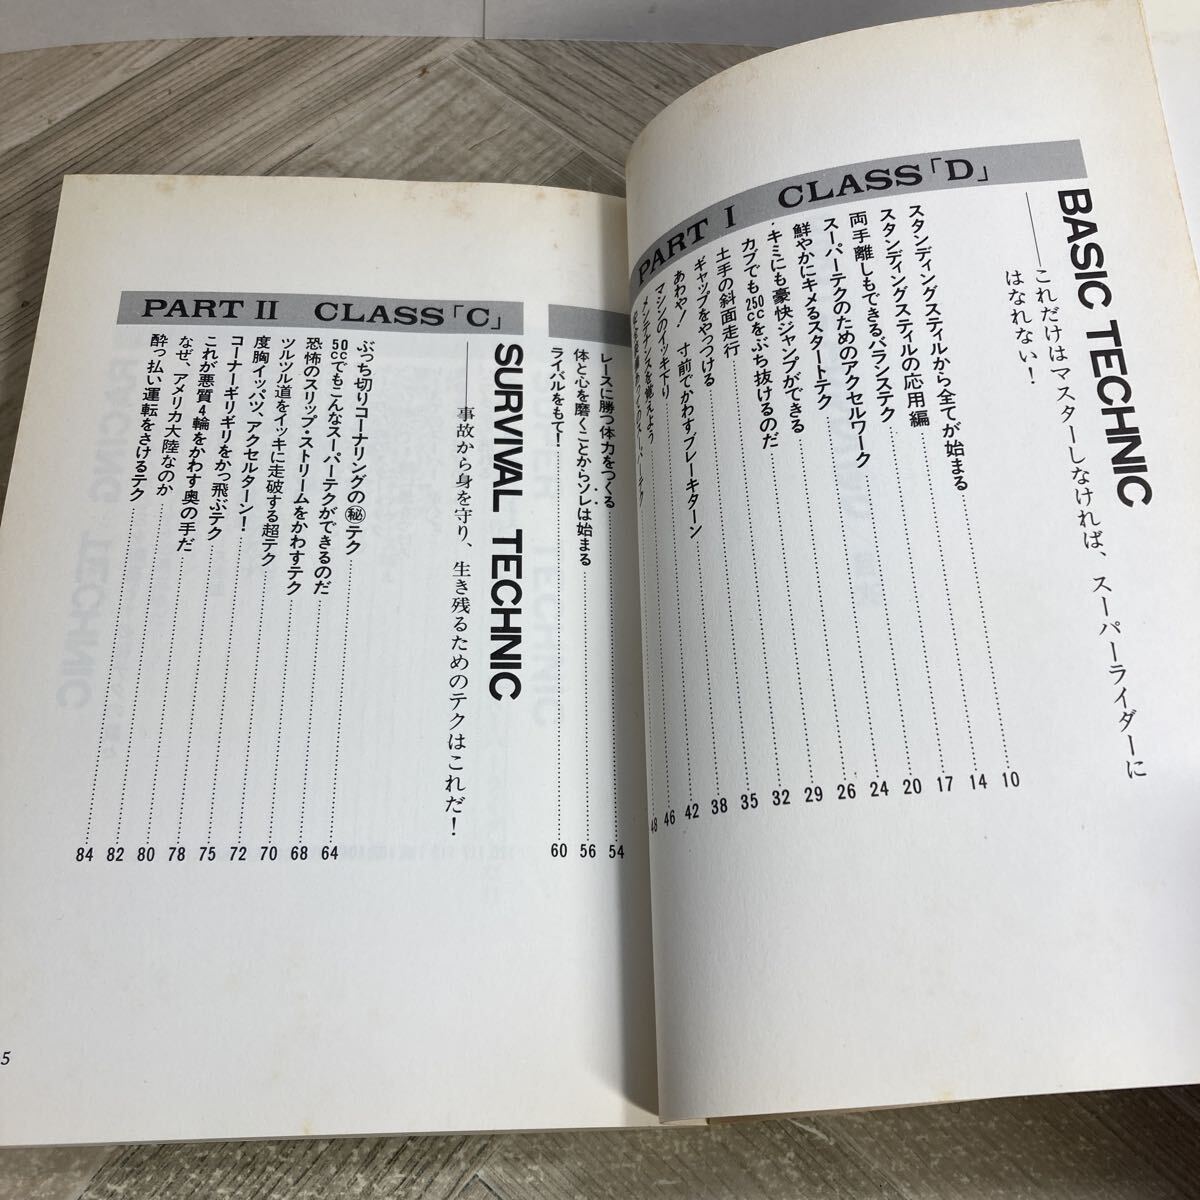 PART I CLASS「D」
BASIC TECHNIC
——これだけはマスターしなければ、スーパーライダーに
はなれない！
スタンディングスティルから全てが始まる……10
スタンディングスティルの応用編……14
両手離しもできるバランステク……17
スーパーテクのためのアクセルワーク……20
鮮やかにキメるスタートテク……24
キミにも豪快ジャンプができる……26
カブでも250ccをぶち抜けるのだ……29
土手の斜面走行……32
ギャップをやっつける……35
あわや！ 寸前でかわすブレーキターン……38
マシンのイッキ下り……42
メンテナンスを覚えよう……46
48
レースに勝つ体力をつくる……54
体と心を磨くことからソレは始まる……56
ライバルをもて！……60
PART II CLASS「C」
SURVIVAL TECHNIC
——事故から身を守り、生き残るためのテクはこれだ！
ぶっち切りコーナリングの㊙テク……64
50ccでもこんなスーパーテクができるのだ……68
恐怖のスリップ・ストリームをかわすテク……70
ツルツル道をイッキに走破する超テク……72
度胸イッパツ、アクセルターン！……75
コーナーギリギリをかっ飛ぶテク……78
これが悪質4輪をかわす奥の手だ……80
なぜ、アメリカ大陸なのか……82
酔っ払い運転をさけるテク……84
5